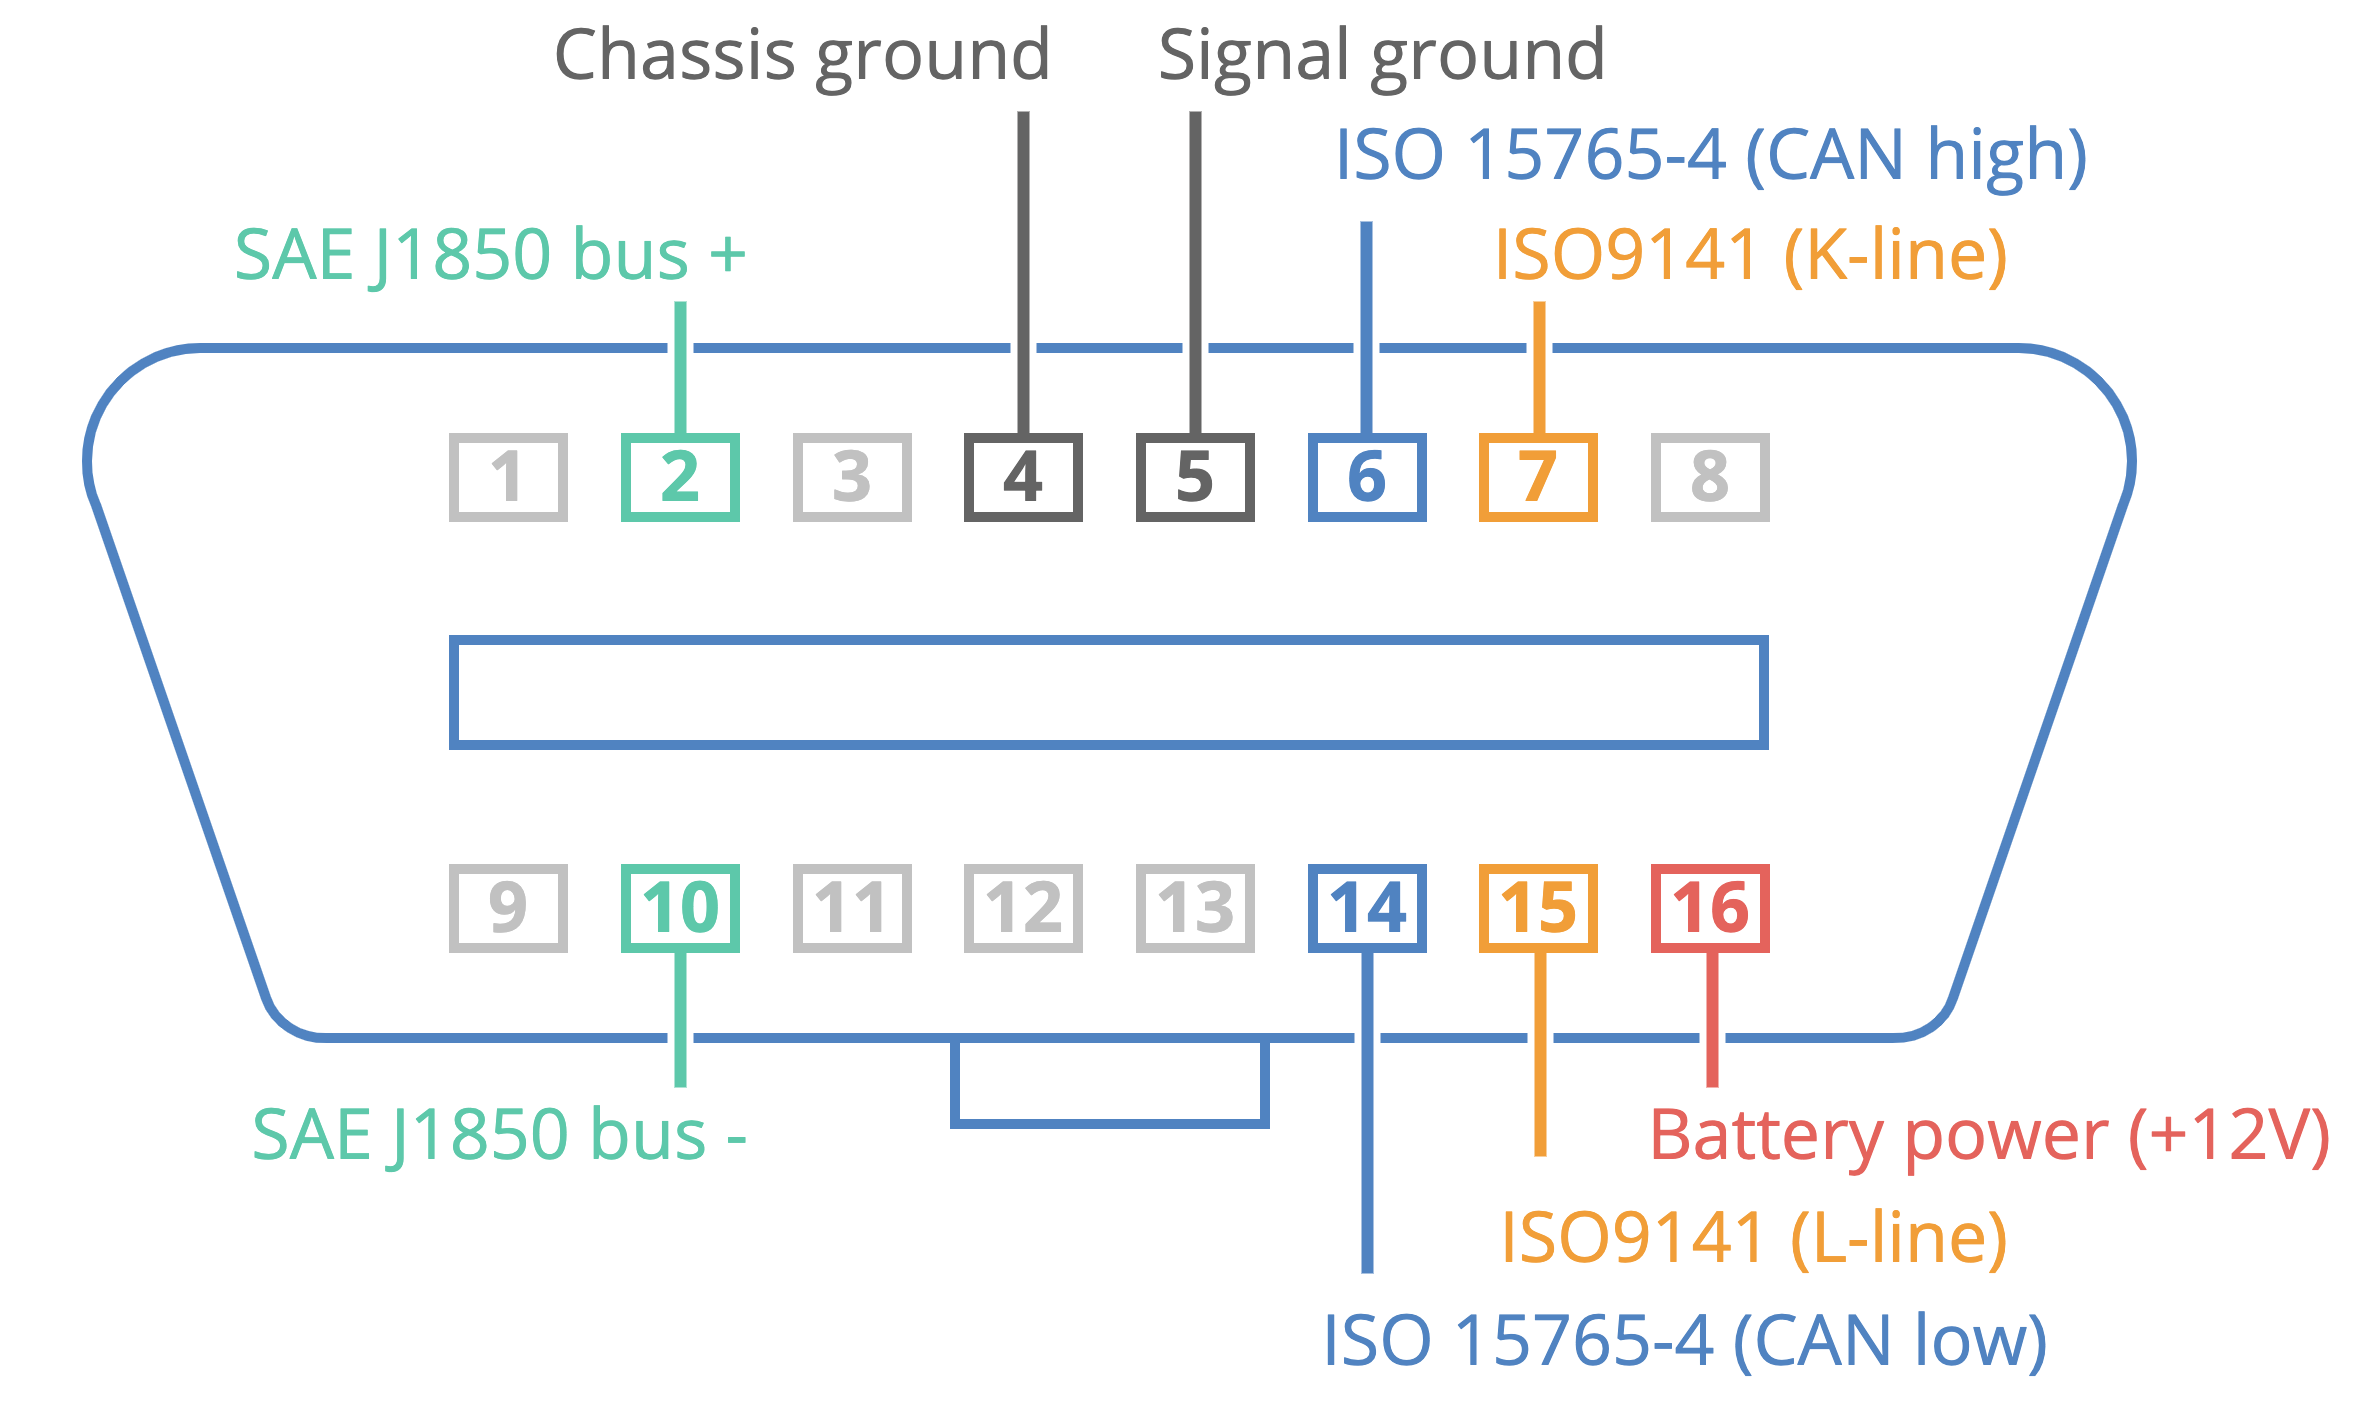 Chassis ground Signal ground
ISO 15765-4 (CAN high)
SAE J1850 bus + ISO9141 (K-line)
1 2 3 4 5 6 7 8
9 10 11 12 13 14 15 16
SAE J1850 bus - Battery power (+12V)
ISO9141 (L-line)
ISO 15765-4 (CAN low)